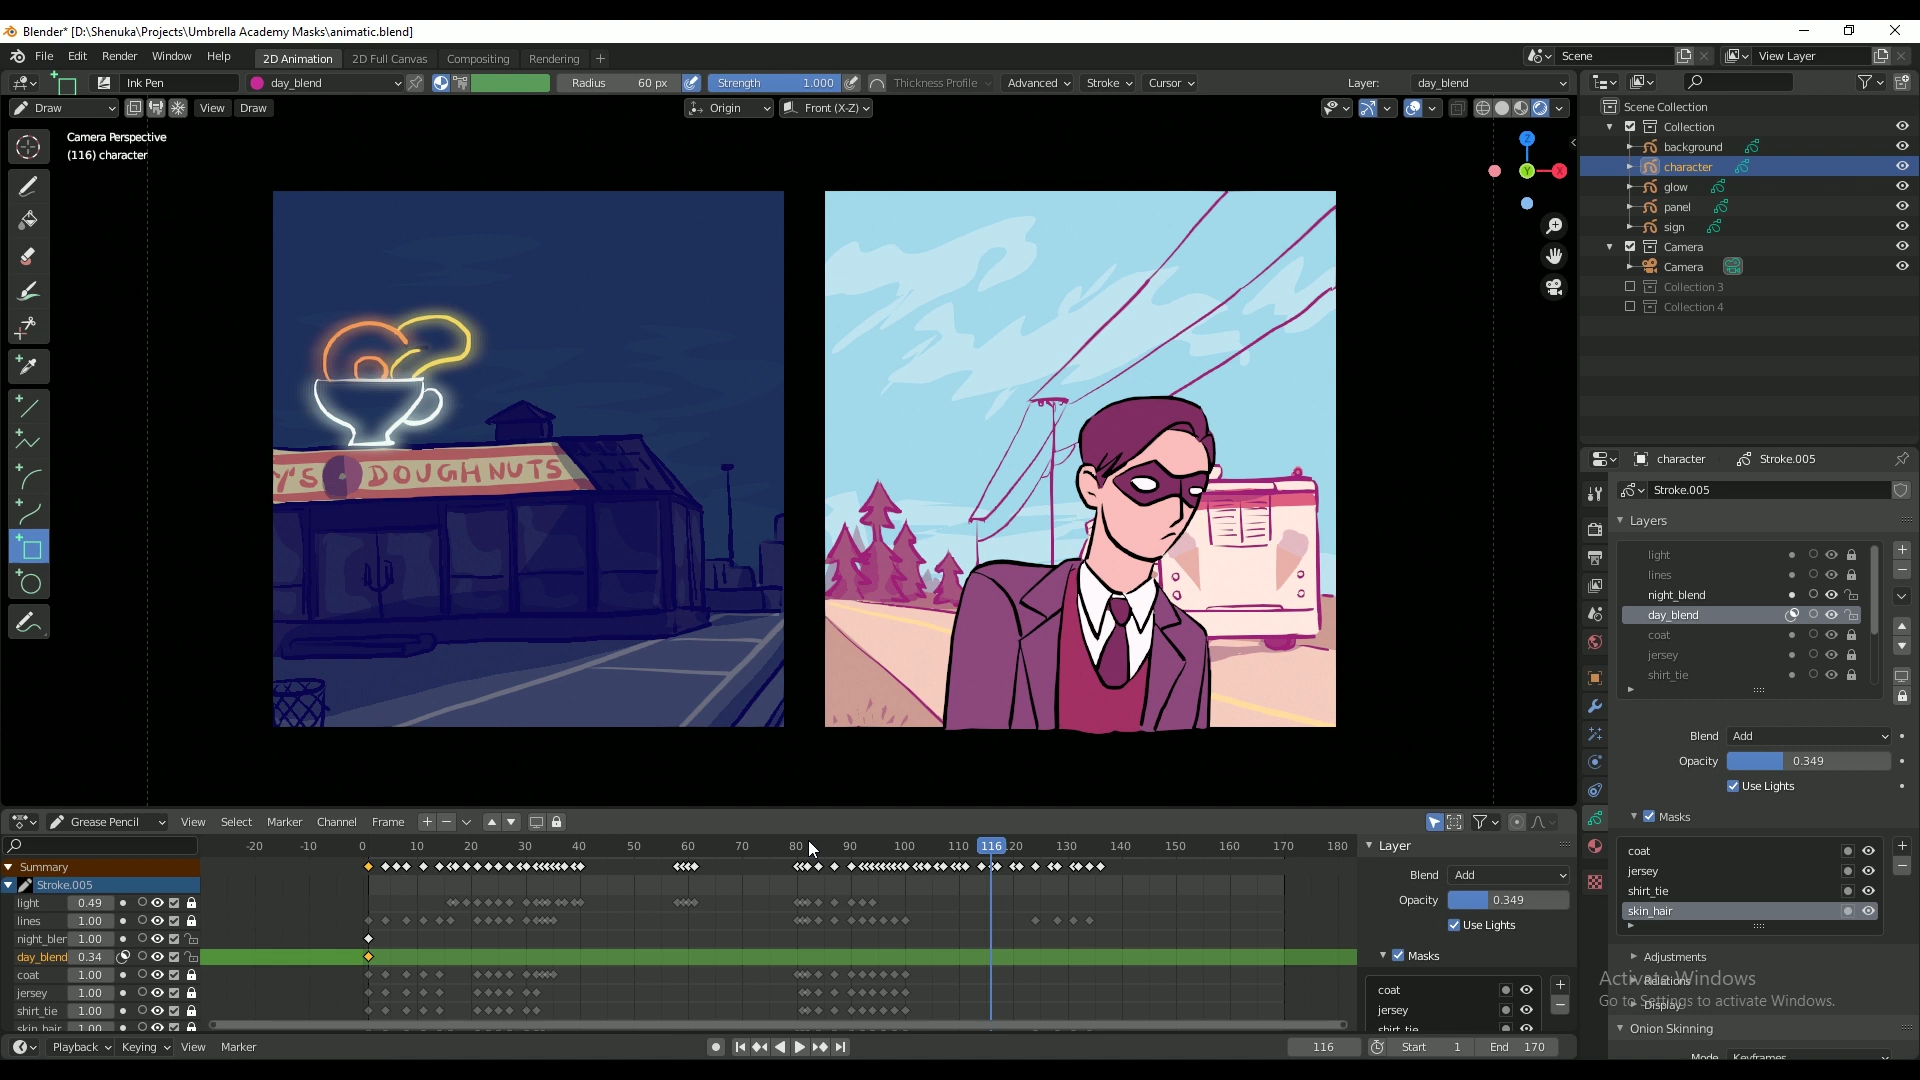 Blender* [D:\Shenuka\Projects\Umbrella Academy Masks\animatic.blend]
File Edit Render Window Help 2D Animation 2D Full Canvas Compositing Rendering + Scene View Layer
Ink Pen day_blend Radius 60 px Strength 1.000 Thickness Profile Advanced Stroke Cursor Layer: day_blend
Draw View Draw Origin Front (X-Z)
Camera Perspective
(116) character
Z
Y X
Y'S DOUGHNUTS
Scene Collection
Collection
background
character
glow
panel
sign
Camera
Camera
Collection 3
Collection 4
character Stroke.005
Stroke.005
Layers
light
lines
night_blend
day_blend
coat
jersey
shirt_tie
Blend Add
Opacity 0.349
Use Lights
Masks
coat
jersey
shirt_tie
skin_hair
Adjustments
Relations
Display
Onion Skinning
Mode Keyframes
Activate Windows
Go to Settings to activate Windows.
Grease Pencil View Select Marker Channel Frame
-20 -10 0 10 20 30 40 50 60 70 80 90 100 110 116 120 130 140 150 160 170 180
Summary
Stroke.005
light 0.49
lines 1.00
night_bler 1.00
day_blend 0.34
coat 1.00
jersey 1.00
shirt_tie 1.00
skin_hair 1.00
Layer
Blend Add
Opacity 0.349
Use Lights
Masks
coat
jersey
shirt_tie
Playback Keying View Marker 116 Start 1 End 170